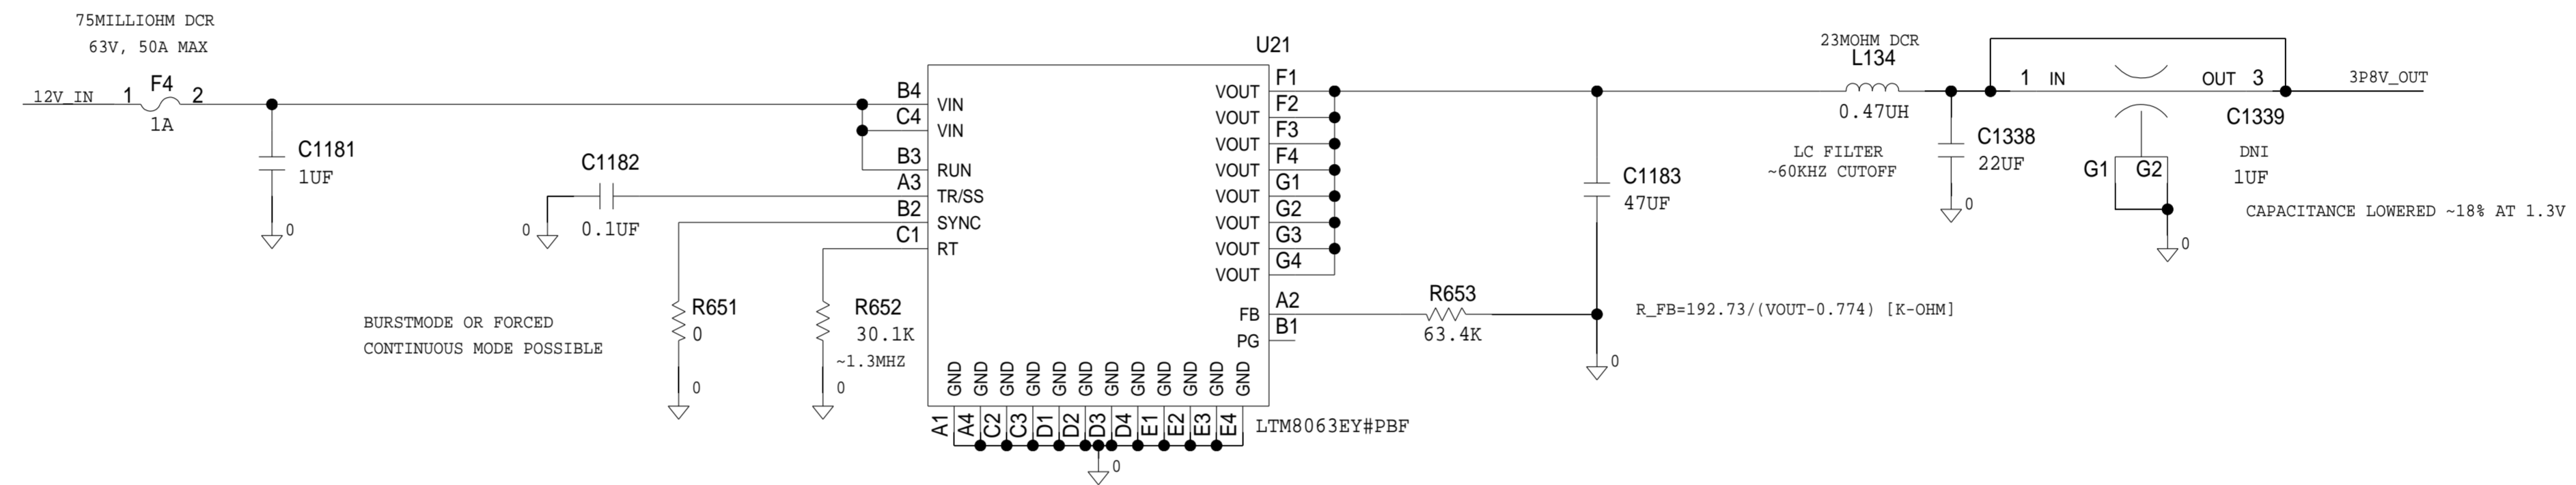 75MILLIOHM DCR
63V, 50A MAX
F4
12V_IN
1
2
1A
C1181
1UF
0
C1182
0.1UF
0
BURSTMODE OR FORCED
CONTINUOUS MODE POSSIBLE
R651
0
0
R652
30.1K
~1.3MHZ
0
U21
B4
VIN
C4
VIN
B3
RUN
A3
TR/SS
B2
SYNC
C1
RT
F1
VOUT
F2
VOUT
F3
VOUT
F4
VOUT
G1
VOUT
G2
VOUT
G3
VOUT
G4
VOUT
A2
FB
B1
PG
GND GND GND GND GND GND GND GND GND GND GND GND
A1 A4 C2 C3 D1 D2 D3 D4 E1 E2 E3 E4
0
LTM8063EY#PBF
R653
63.4K
C1183
47UF
0
R_FB=192.73/(VOUT-0.774) [K-OHM]
23MOHM DCR
L134
0.47UH
LC FILTER
~60KHZ CUTOFF
C1338
22UF
0
1
IN
OUT
3
3P8V_OUT
C1339
DNI
1UF
G1
G2
0
CAPACITANCE LOWERED ~18% AT 1.3V